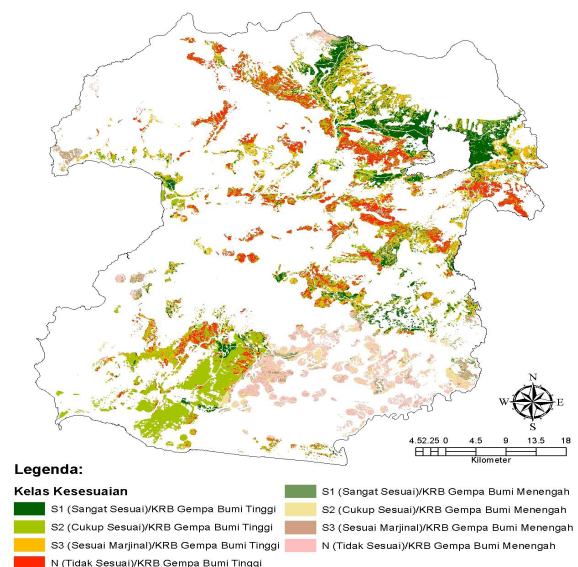 N
W E
S
4.52.25 0 4.5 9 13.5 18
Kilometer
Legenda:
Kelas Kesesuaian
S1 (Sangat Sesuai)/KRB Gempa Bumi Tinggi
S2 (Cukup Sesuai)/KRB Gempa Bumi Tinggi
S3 (Sesuai Marjinal)/KRB Gempa Bumi Tinggi
N (Tidak Sesuai)/KRB Gempa Bumi Tinggi
S1 (Sangat Sesuai)/KRB Gempa Bumi Menengah
S2 (Cukup Sesuai)/KRB Gempa Bumi Menengah
S3 (Sesuai Marjinal)/KRB Gempa Bumi Menengah
N (Tidak Sesuai)/KRB Gempa Bumi Menengah